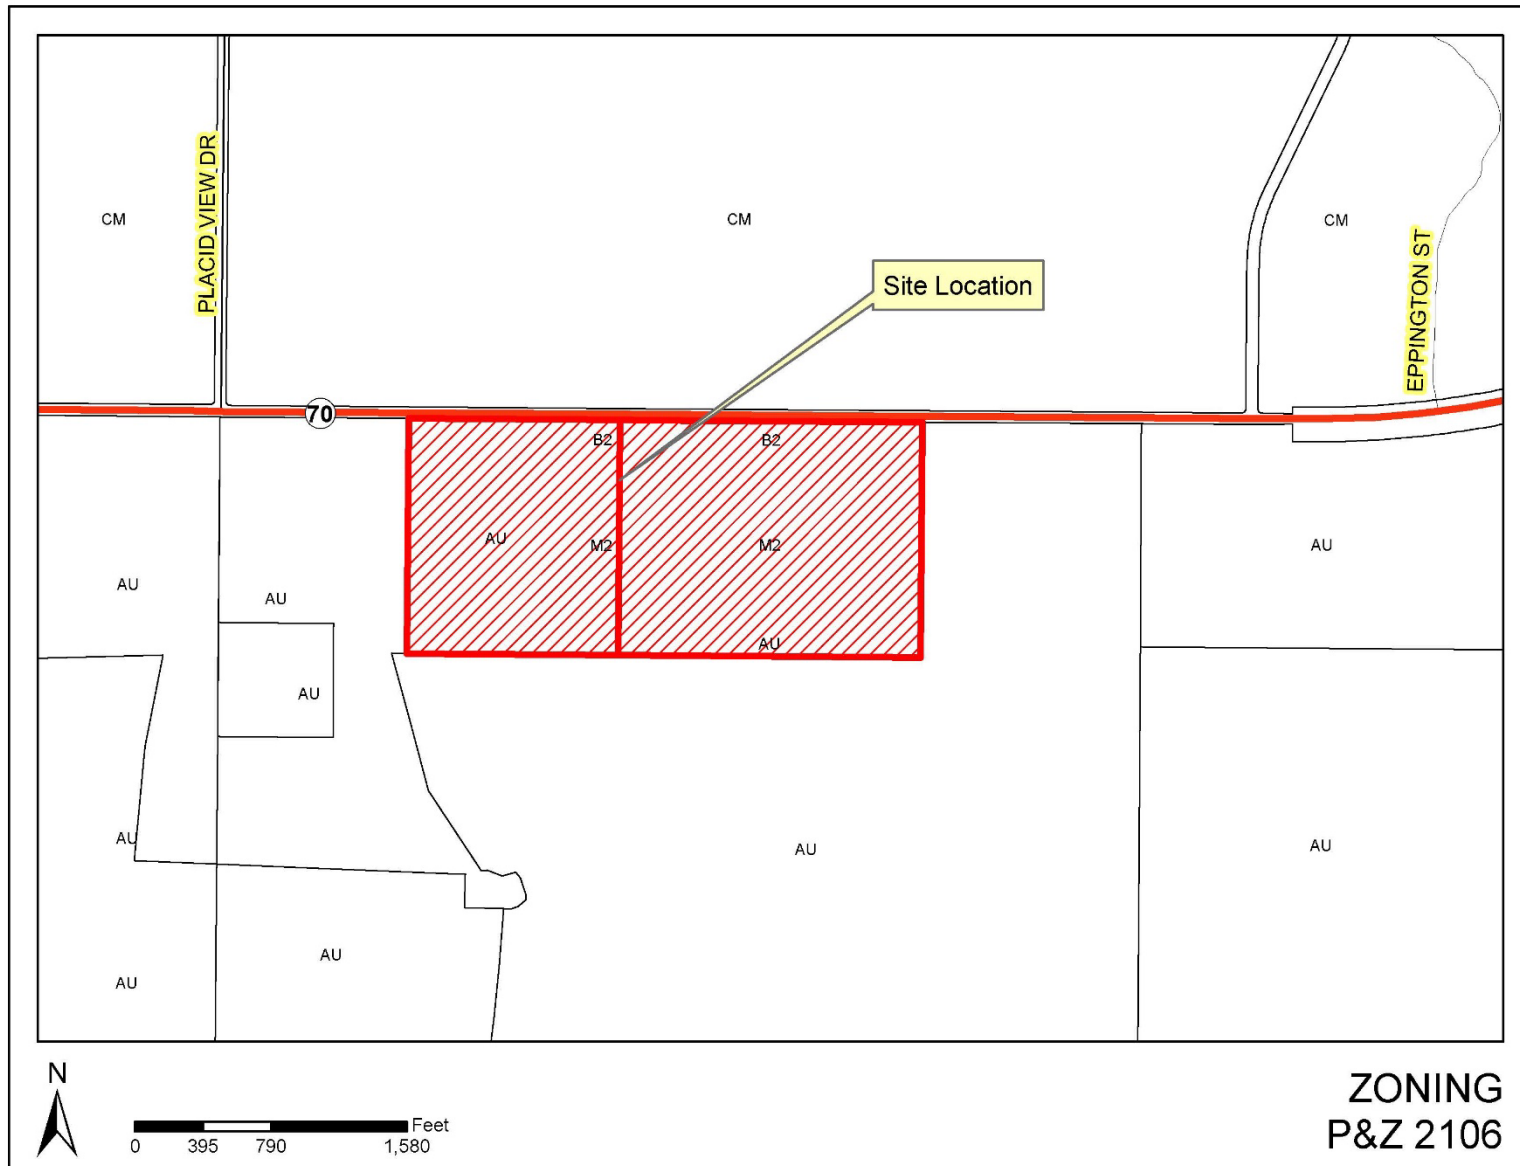 PLACID VIEW DR
CM
CM
CM
EPPINGTON ST
Site Location
70
B2
B2
AU
M2
M2
AU
AU
AU
AU
AU
AU
AU
AU
AU
AU
AU
N
Feet
0 395 790 1,580
ZONING
P&Z 2106